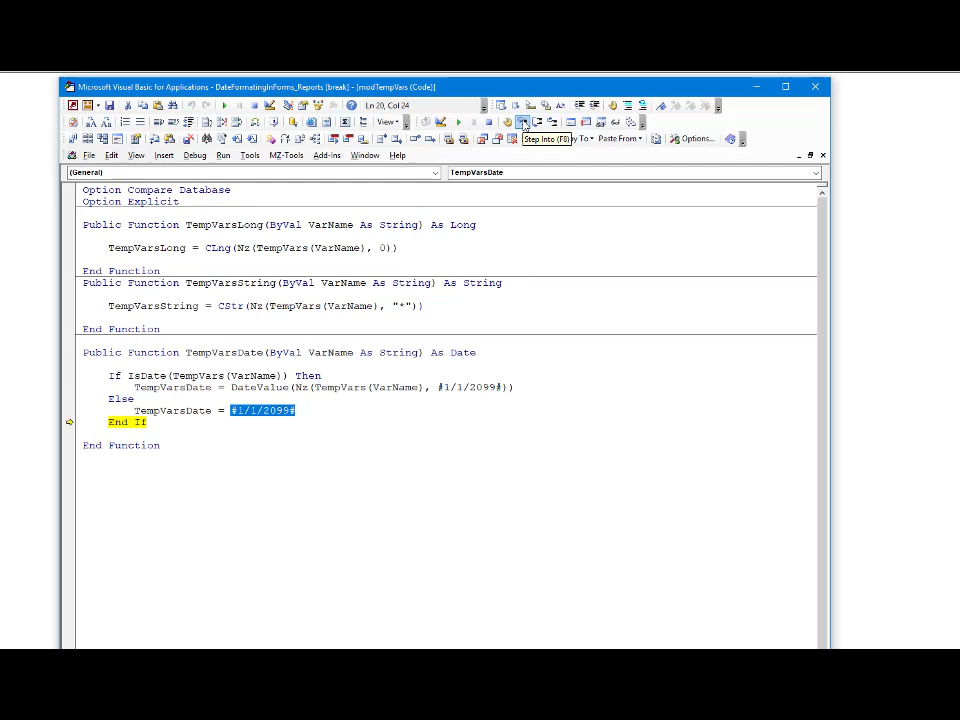 Microsoft Visual Basic for Applications - DateFormatingInForms_Reports [break] - [modTempVars (Code)]
Ln 20, Col 24
View
Step Into (F8)
y To
Paste From
Options...
File Edit View Insert Debug Run Tools MZ-Tools Add-Ins Window Help
(General) TempVarsDate
Option Compare Database
Option Explicit
Public Function TempVarsLong(ByVal VarName As String) As Long
TempVarsLong = CLng(Nz(TempVars(VarName), 0))
End Function
Public Function TempVarsString(ByVal VarName As String) As String
TempVarsString = CStr(Nz(TempVars(VarName), "*"))
End Function
Public Function TempVarsDate(ByVal VarName As String) As Date
If IsDate(TempVars(VarName)) Then
TempVarsDate = DateValue(Nz(TempVars(VarName), #1/1/2099#))
Else
TempVarsDate = #1/1/2099#
End If
End Function